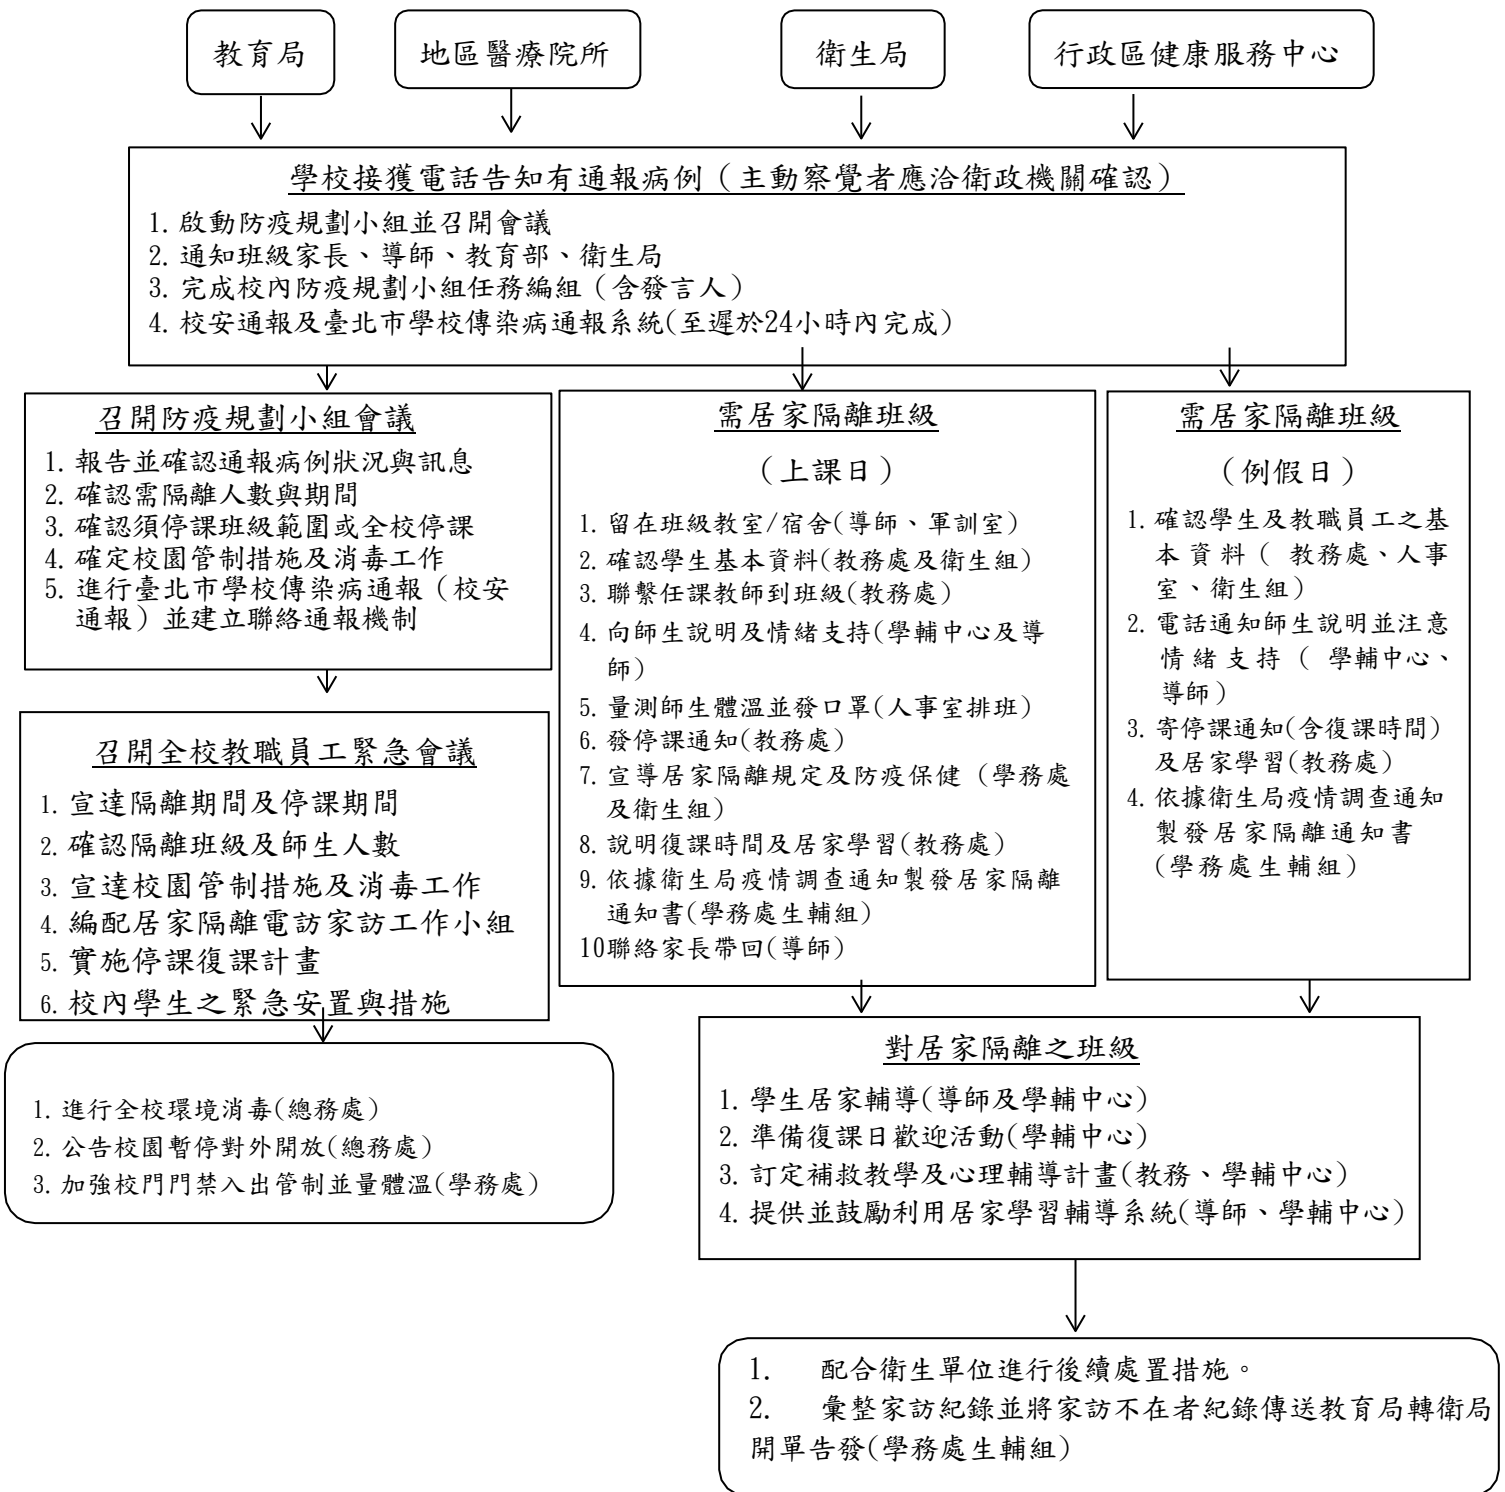 教育局
地區醫療院所
衛生局
行政區健康服務中心
學校接獲電話告知有通報病例（主動察覺者應洽衛政機關確認）
1. 啟動防疫規劃小組並召開會議
2. 通知班級家長、導師、教育部、衛生局
3. 完成校內防疫規劃小組任務編組（含發言人）
4. 校安通報及臺北市學校傳染病通報系統(至遲於24小時內完成)
召開防疫規劃小組會議
1. 報告並確認通報病例狀況與訊息
2. 確認需隔離人數與期間
3. 確認須停課班級範圍或全校停課
4. 確定校園管制措施及消毒工作
5. 進行臺北市學校傳染病通報（校安
通報）並建立聯絡通報機制
召開全校教職員工緊急會議
1. 宣達隔離期間及停課期間
2. 確認隔離班級及師生人數
3. 宣達校園管制措施及消毒工作
4. 編配居家隔離電訪家訪工作小組
5. 實施停課復課計畫
6. 校內學生之緊急安置與措施
1. 進行全校環境消毒(總務處)
2. 公告校園暫停對外開放(總務處)
3. 加強校門門禁入出管制並量體溫(學務處)
需居家隔離班級
（上課日）
1. 留在班級教室/宿舍(導師、軍訓室)
2. 確認學生基本資料(教務處及衛生組)
3. 聯繫任課教師到班級(教務處)
4. 向師生說明及情緒支持(學輔中心及導
師)
5. 量測師生體溫並發口罩(人事室排班)
6. 發停課通知(教務處)
7. 宣導居家隔離規定及防疫保健（學務處
及衛生組)
8. 說明復課時間及居家學習(教務處)
9. 依據衛生局疫情調查通知製發居家隔離
通知書(學務處生輔組)
10聯絡家長帶回(導師)
需居家隔離班級
（例假日）
1. 確認學生及教職員工之基
本資料（ 教務處、人事
室、衛生組)
2. 電話通知師生說明並注意
情緒支持（ 學輔中心、
導師)
3. 寄停課通知(含復課時間)
及居家學習(教務處)
4. 依據衛生局疫情調查通知
製發居家隔離通知書
(學務處生輔組)
對居家隔離之班級
1. 學生居家輔導(導師及學輔中心)
2. 準備復課日歡迎活動(學輔中心)
3. 訂定補救教學及心理輔導計畫(教務、學輔中心)
4. 提供並鼓勵利用居家學習輔導系統(導師、學輔中心)
1. 配合衛生單位進行後續處置措施。
2. 彙整家訪紀錄並將家訪不在者紀錄傳送教育局轉衛局
開單告發(學務處生輔組)